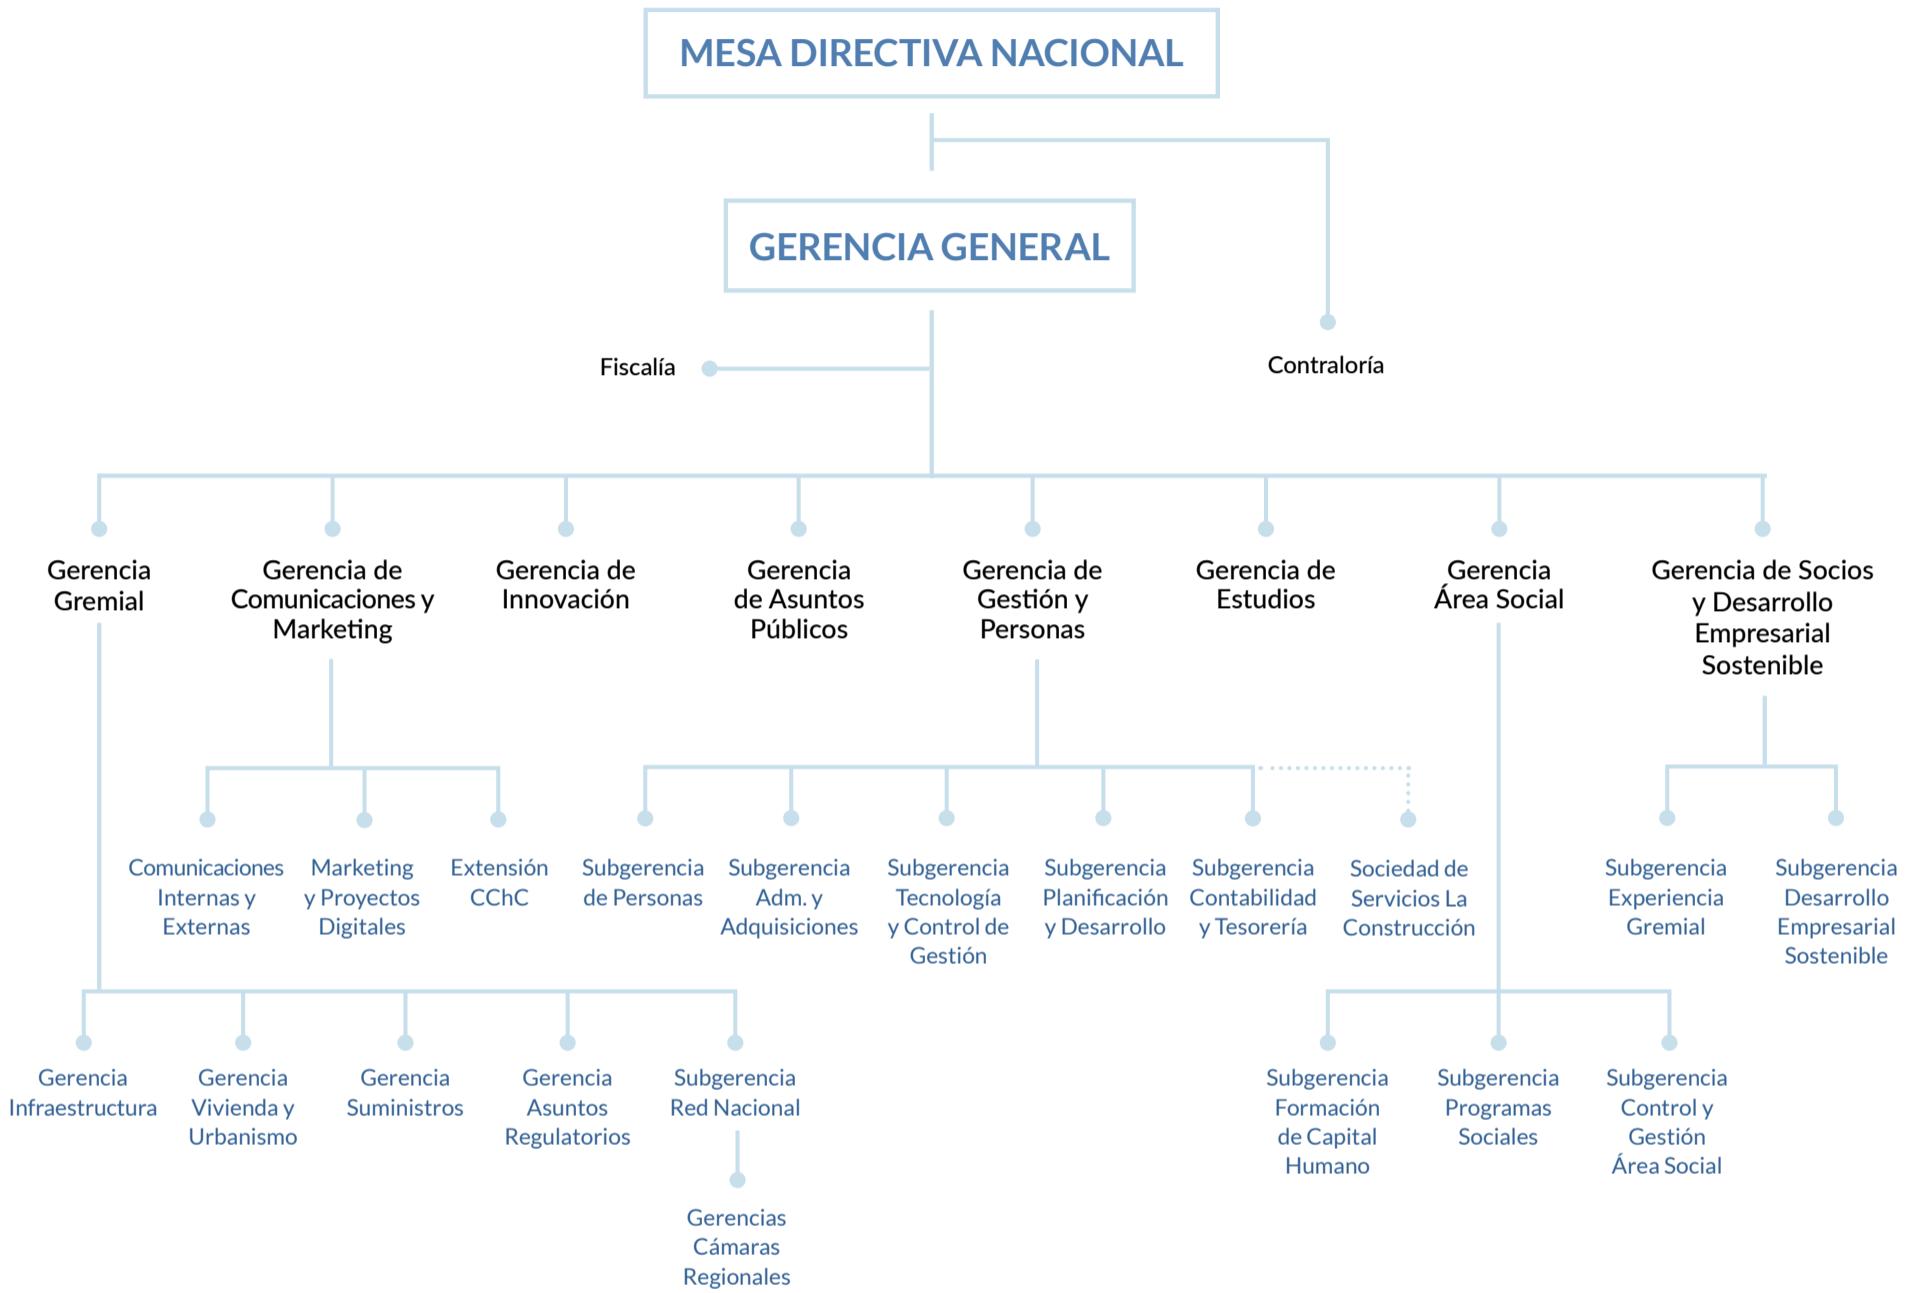 MESA DIRECTIVA NACIONAL
GERENCIA GENERAL
Fiscalía
Contraloría
Gerencia
Gremial
Gerencia de
Comunicaciones y
Marketing
Gerencia de
Innovación
Gerencia
de Asuntos
Públicos
Gerencia de
Gestión y
Personas
Gerencia de
Estudios
Gerencia
Área Social
Gerencia de Socios
y Desarrollo
Empresarial
Sostenible
Comunicaciones
Internas y
Externas
Marketing
y Proyectos
Digitales
Extensión
CChC
Subgerencia
de Personas
Subgerencia
Adm. y
Adquisiciones
Subgerencia
Tecnología
y Control de
Gestión
Subgerencia
Planificación
y Desarrollo
Subgerencia
Contabilidad
y Tesorería
Sociedad de
Servicios La
Construcción
Subgerencia
Experiencia
Gremial
Subgerencia
Desarrollo
Empresarial
Sostenible
Gerencia
Infraestructura
Gerencia
Vivienda y
Urbanismo
Gerencia
Suministros
Gerencia
Asuntos
Regulatorios
Subgerencia
Red Nacional
Subgerencia
Formación
de Capital
Humano
Subgerencia
Programas
Sociales
Subgerencia
Control y
Gestión
Área Social
Gerencias
Cámaras
Regionales